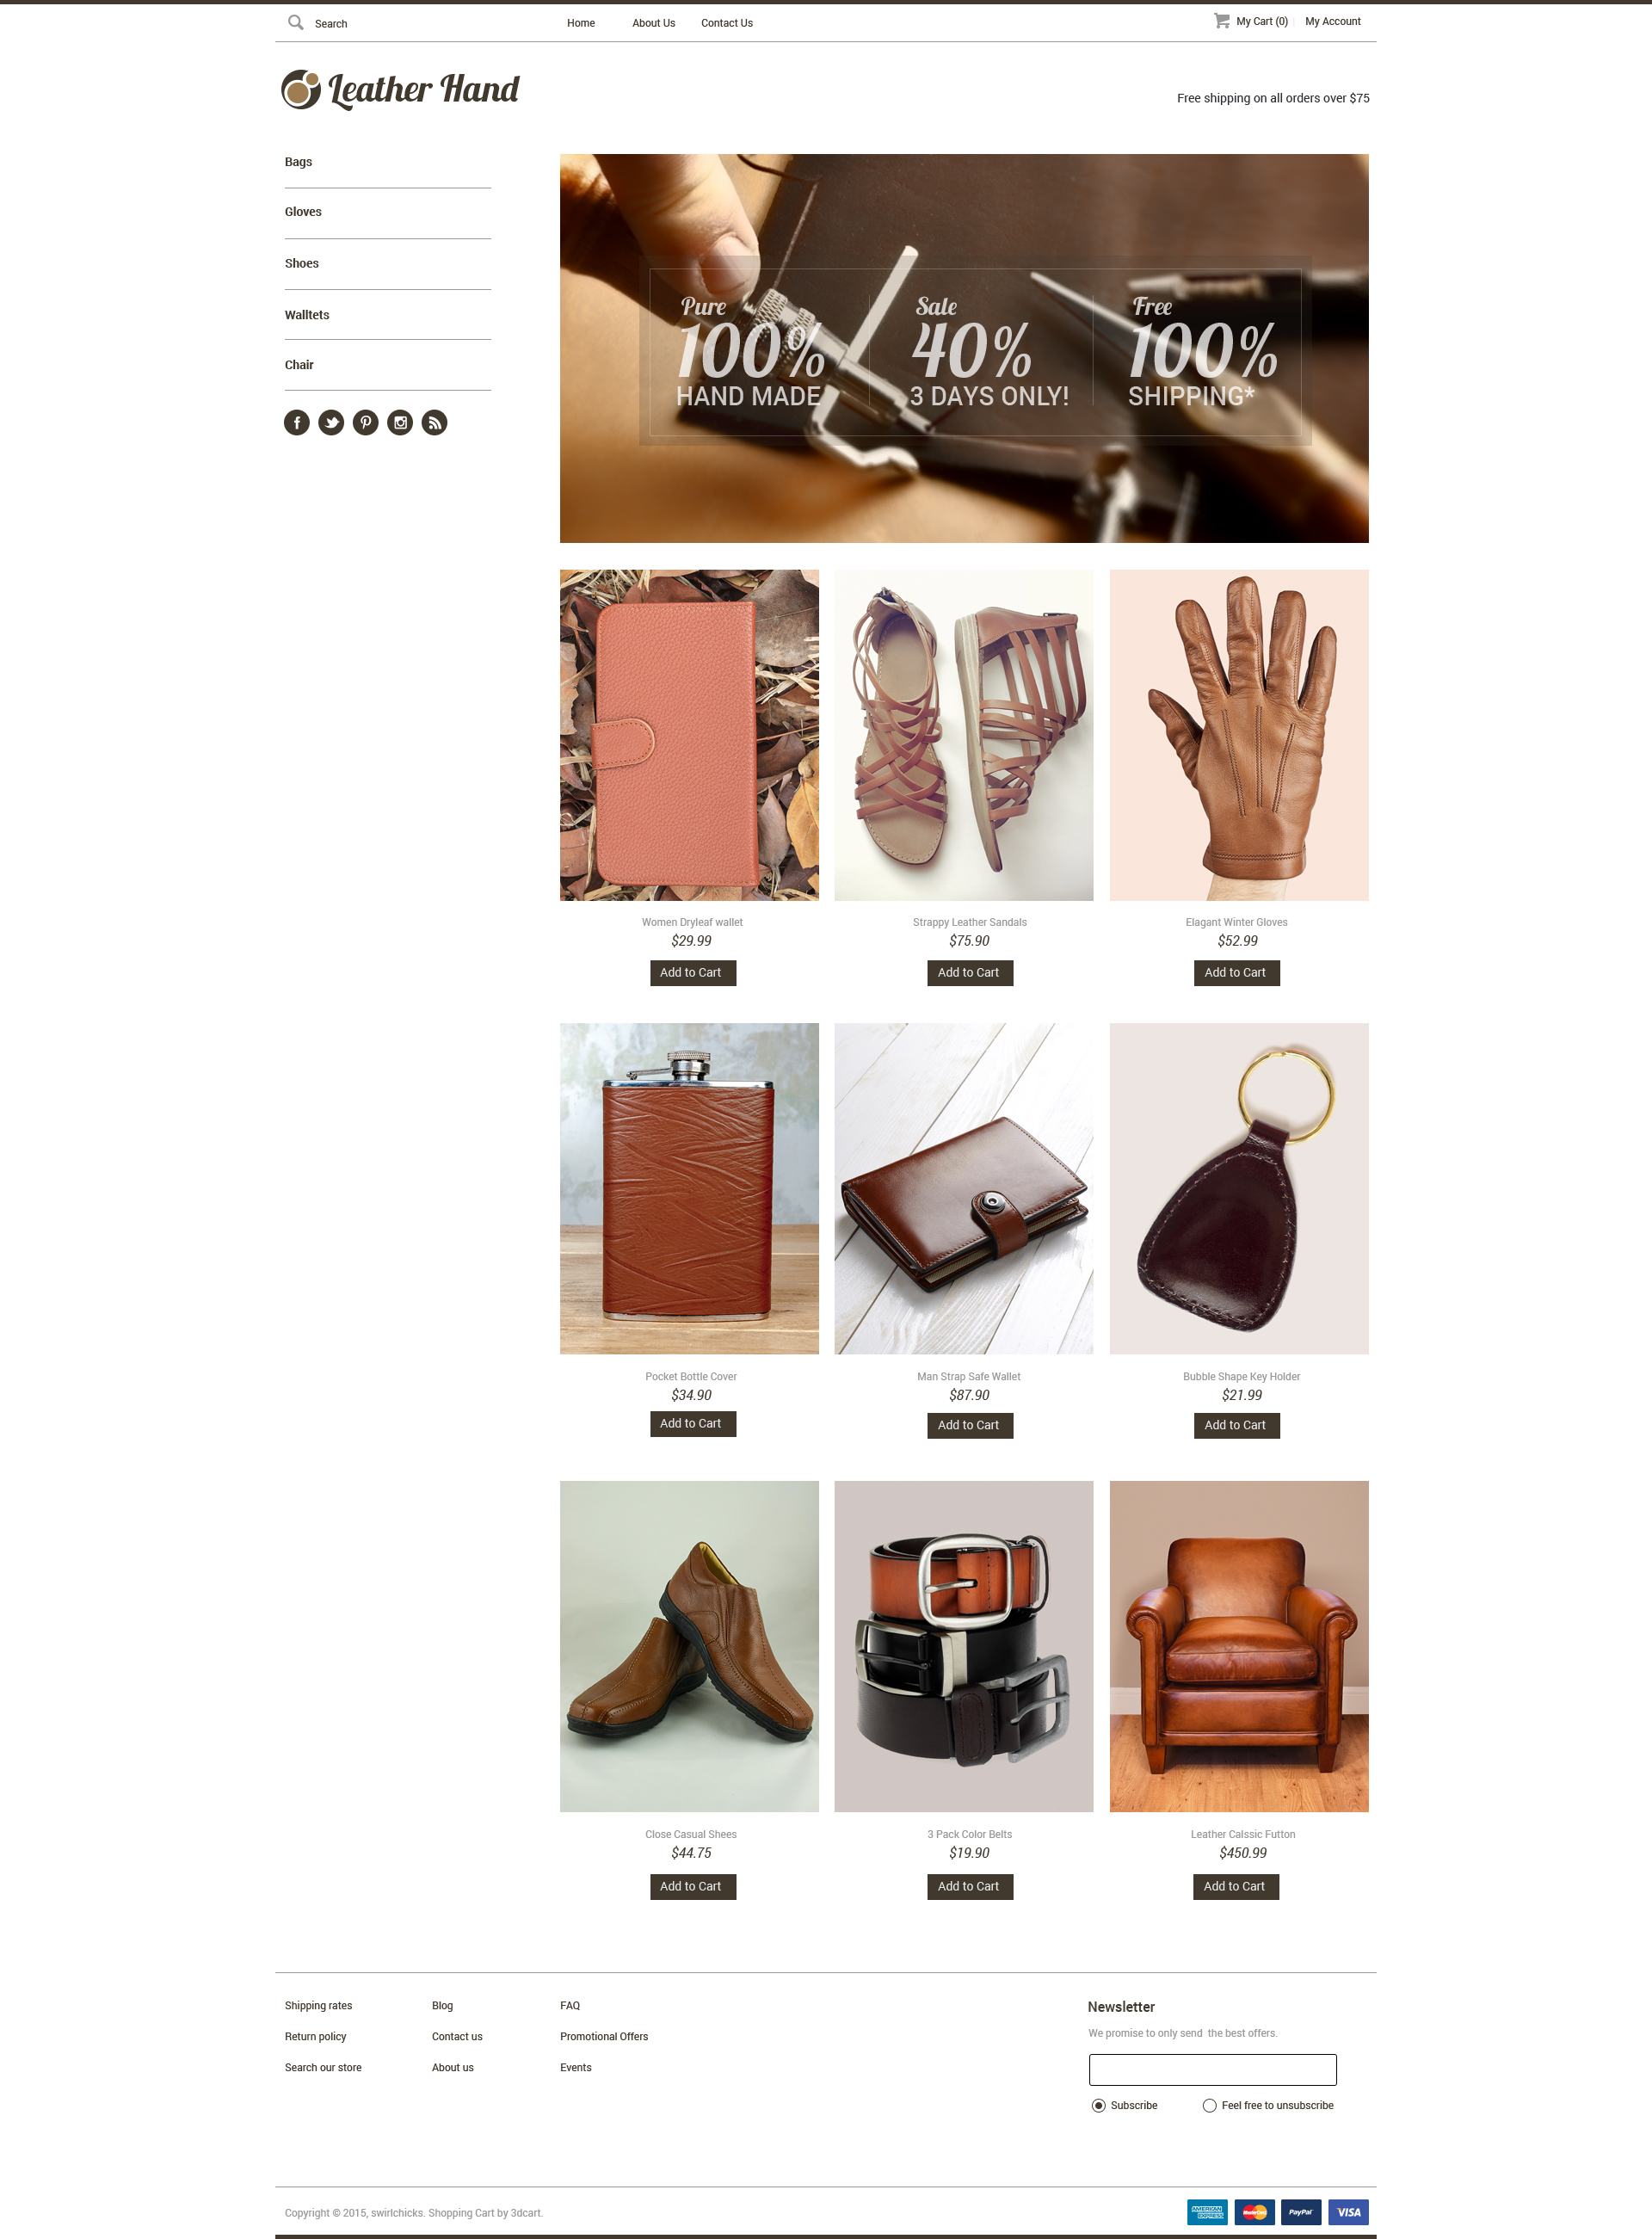 Search
Home About Us Contact Us
My Cart (0) My Account
Leather Hand
Free shipping on all orders over $75
Bags
Gloves
Shoes
Walltets
Chair
Pure
100%
HAND MADE
Sale
40%
3 DAYS ONLY!
Free
100%
SHIPPING*
Women Dryleaf wallet
$29.99
Add to Cart
Strappy Leather Sandals
$75.90
Add to Cart
Elagant Winter Gloves
$52.99
Add to Cart
Pocket Bottle Cover
$34.90
Add to Cart
Man Strap Safe Wallet
$87.90
Add to Cart
Bubble Shape Key Holder
$21.99
Add to Cart
Close Casual Shees
$44.75
Add to Cart
3 Pack Color Belts
$19.90
Add to Cart
Leather Calssic Futton
$450.99
Add to Cart
Shipping rates
Return policy
Search our store
Blog
Contact us
About us
FAQ
Promotional Offers
Events
Newsletter
We promise to only send the best offers.
Subscribe Feel free to unsubscribe
Copyright © 2015, swirlchicks. Shopping Cart by 3dcart.
AMERICAN EXPRESS
MasterCard
PayPal
VISA